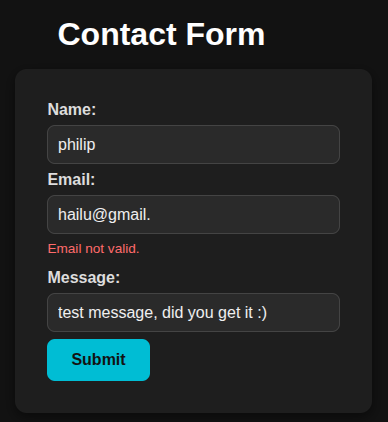 Contact Form
Name:
philip
Email:
hailu@gmail.
Email not valid.
Message:
test message, did you get it :)
Submit